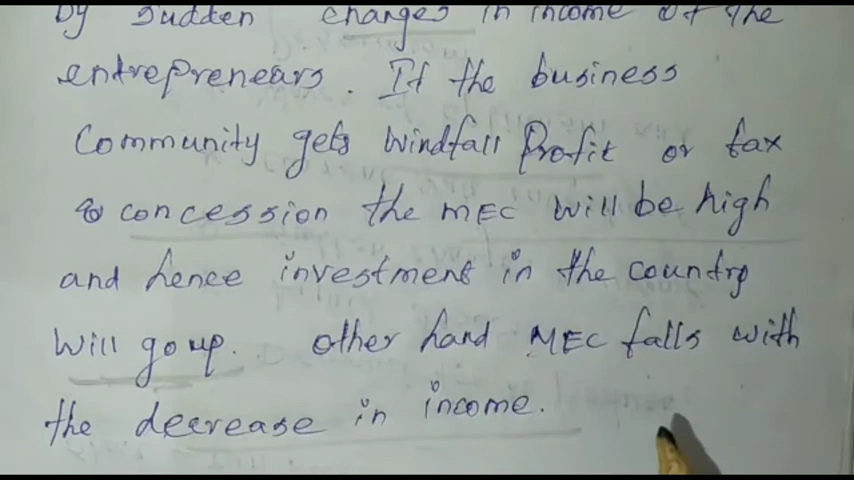 by sudden changes in income of the
entreprenears. If the business
Community gets windfall Profit or tax
concession the MEC will be high
and hence investment in the country
will go up. other hand MEC falls with
the decrease in income.